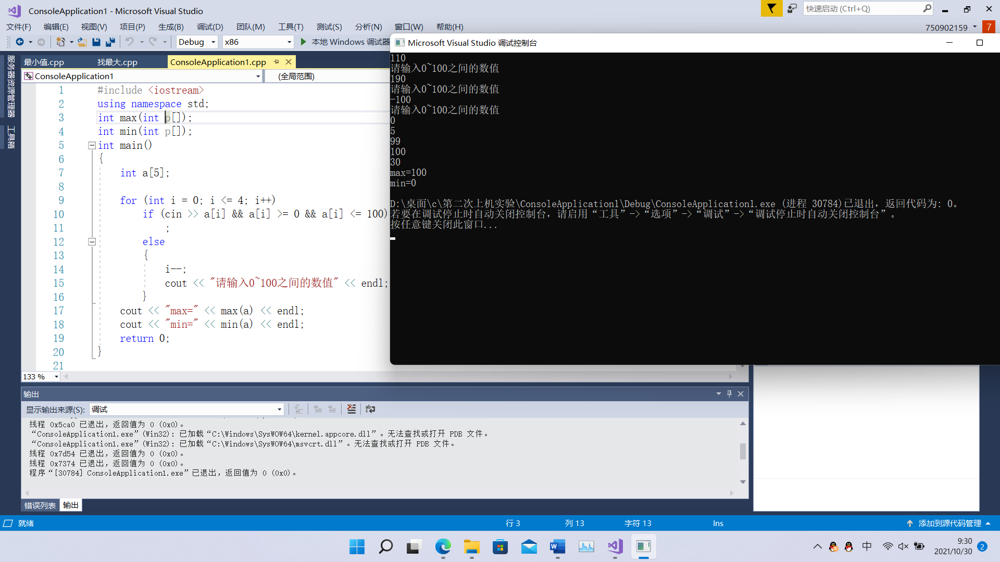 ConsoleApplication1 - Microsoft Visual Studio
快速启动 (Ctrl+Q)
文件(F) 编辑(E) 视图(V) 项目(P) 生成(B) 调试(D) 团队(M) 工具(T) 测试(S) 分析(N) 窗口(W) 帮助(H)
750902159
7
Debug x86 本地 Windows 调试器
服务器资源管理器
工具箱
最小值.cpp 找最大.cpp ConsoleApplication1.cpp
ConsoleApplication1 (全局范围)
1 #include <iostream>
2 using namespace std;
3 int max(int p[]);
4 int min(int p[]);
5 int main()
6 {
7 int a[5];
8
9 for (int i = 0; i <= 4; i++)
10 if (cin >> a[i] && a[i] >= 0 && a[i] <= 100)
11 ;
12 else
13 {
14 i--;
15 cout << "请输入0~100之间的数值" << endl;
16 }
17 cout << "max=" << max(a) << endl;
18 cout << "min=" << min(a) << endl;
19 return 0;
20 }
21
133 %
Microsoft Visual Studio 调试控制台
110
请输入0~100之间的数值
190
请输入0~100之间的数值
-100
请输入0~100之间的数值
0
5
99
100
30
max=100
min=0
D:\桌面\c\第二次上机实验\ConsoleApplication1\Debug\ConsoleApplication1.exe (进程 30784)已退出，返回代码为: 0。
若要在调试停止时自动关闭控制台，请启用“工具”->“选项”->“调试”->“调试停止时自动关闭控制台”。
按任意键关闭此窗口...
输出
显示输出来源(S): 调试
线程 0x5ca0 已退出，返回值为 0 (0x0)。
“ConsoleApplication1.exe”(Win32): 已加载“C:\Windows\SysWOW64\kernel.appcore.dll”。无法查找或打开 PDB 文件。
“ConsoleApplication1.exe”(Win32): 已加载“C:\Windows\SysWOW64\msvcrt.dll”。无法查找或打开 PDB 文件。
线程 0x7d54 已退出，返回值为 0 (0x0)。
线程 0x7374 已退出，返回值为 0 (0x0)。
程序“[30784] ConsoleApplication1.exe”已退出，返回值为 0 (0x0)。
错误列表 输出
就绪 行 3 列 13 字符 13 Ins 添加到源代码管理
中
9:30
2021/10/30
2